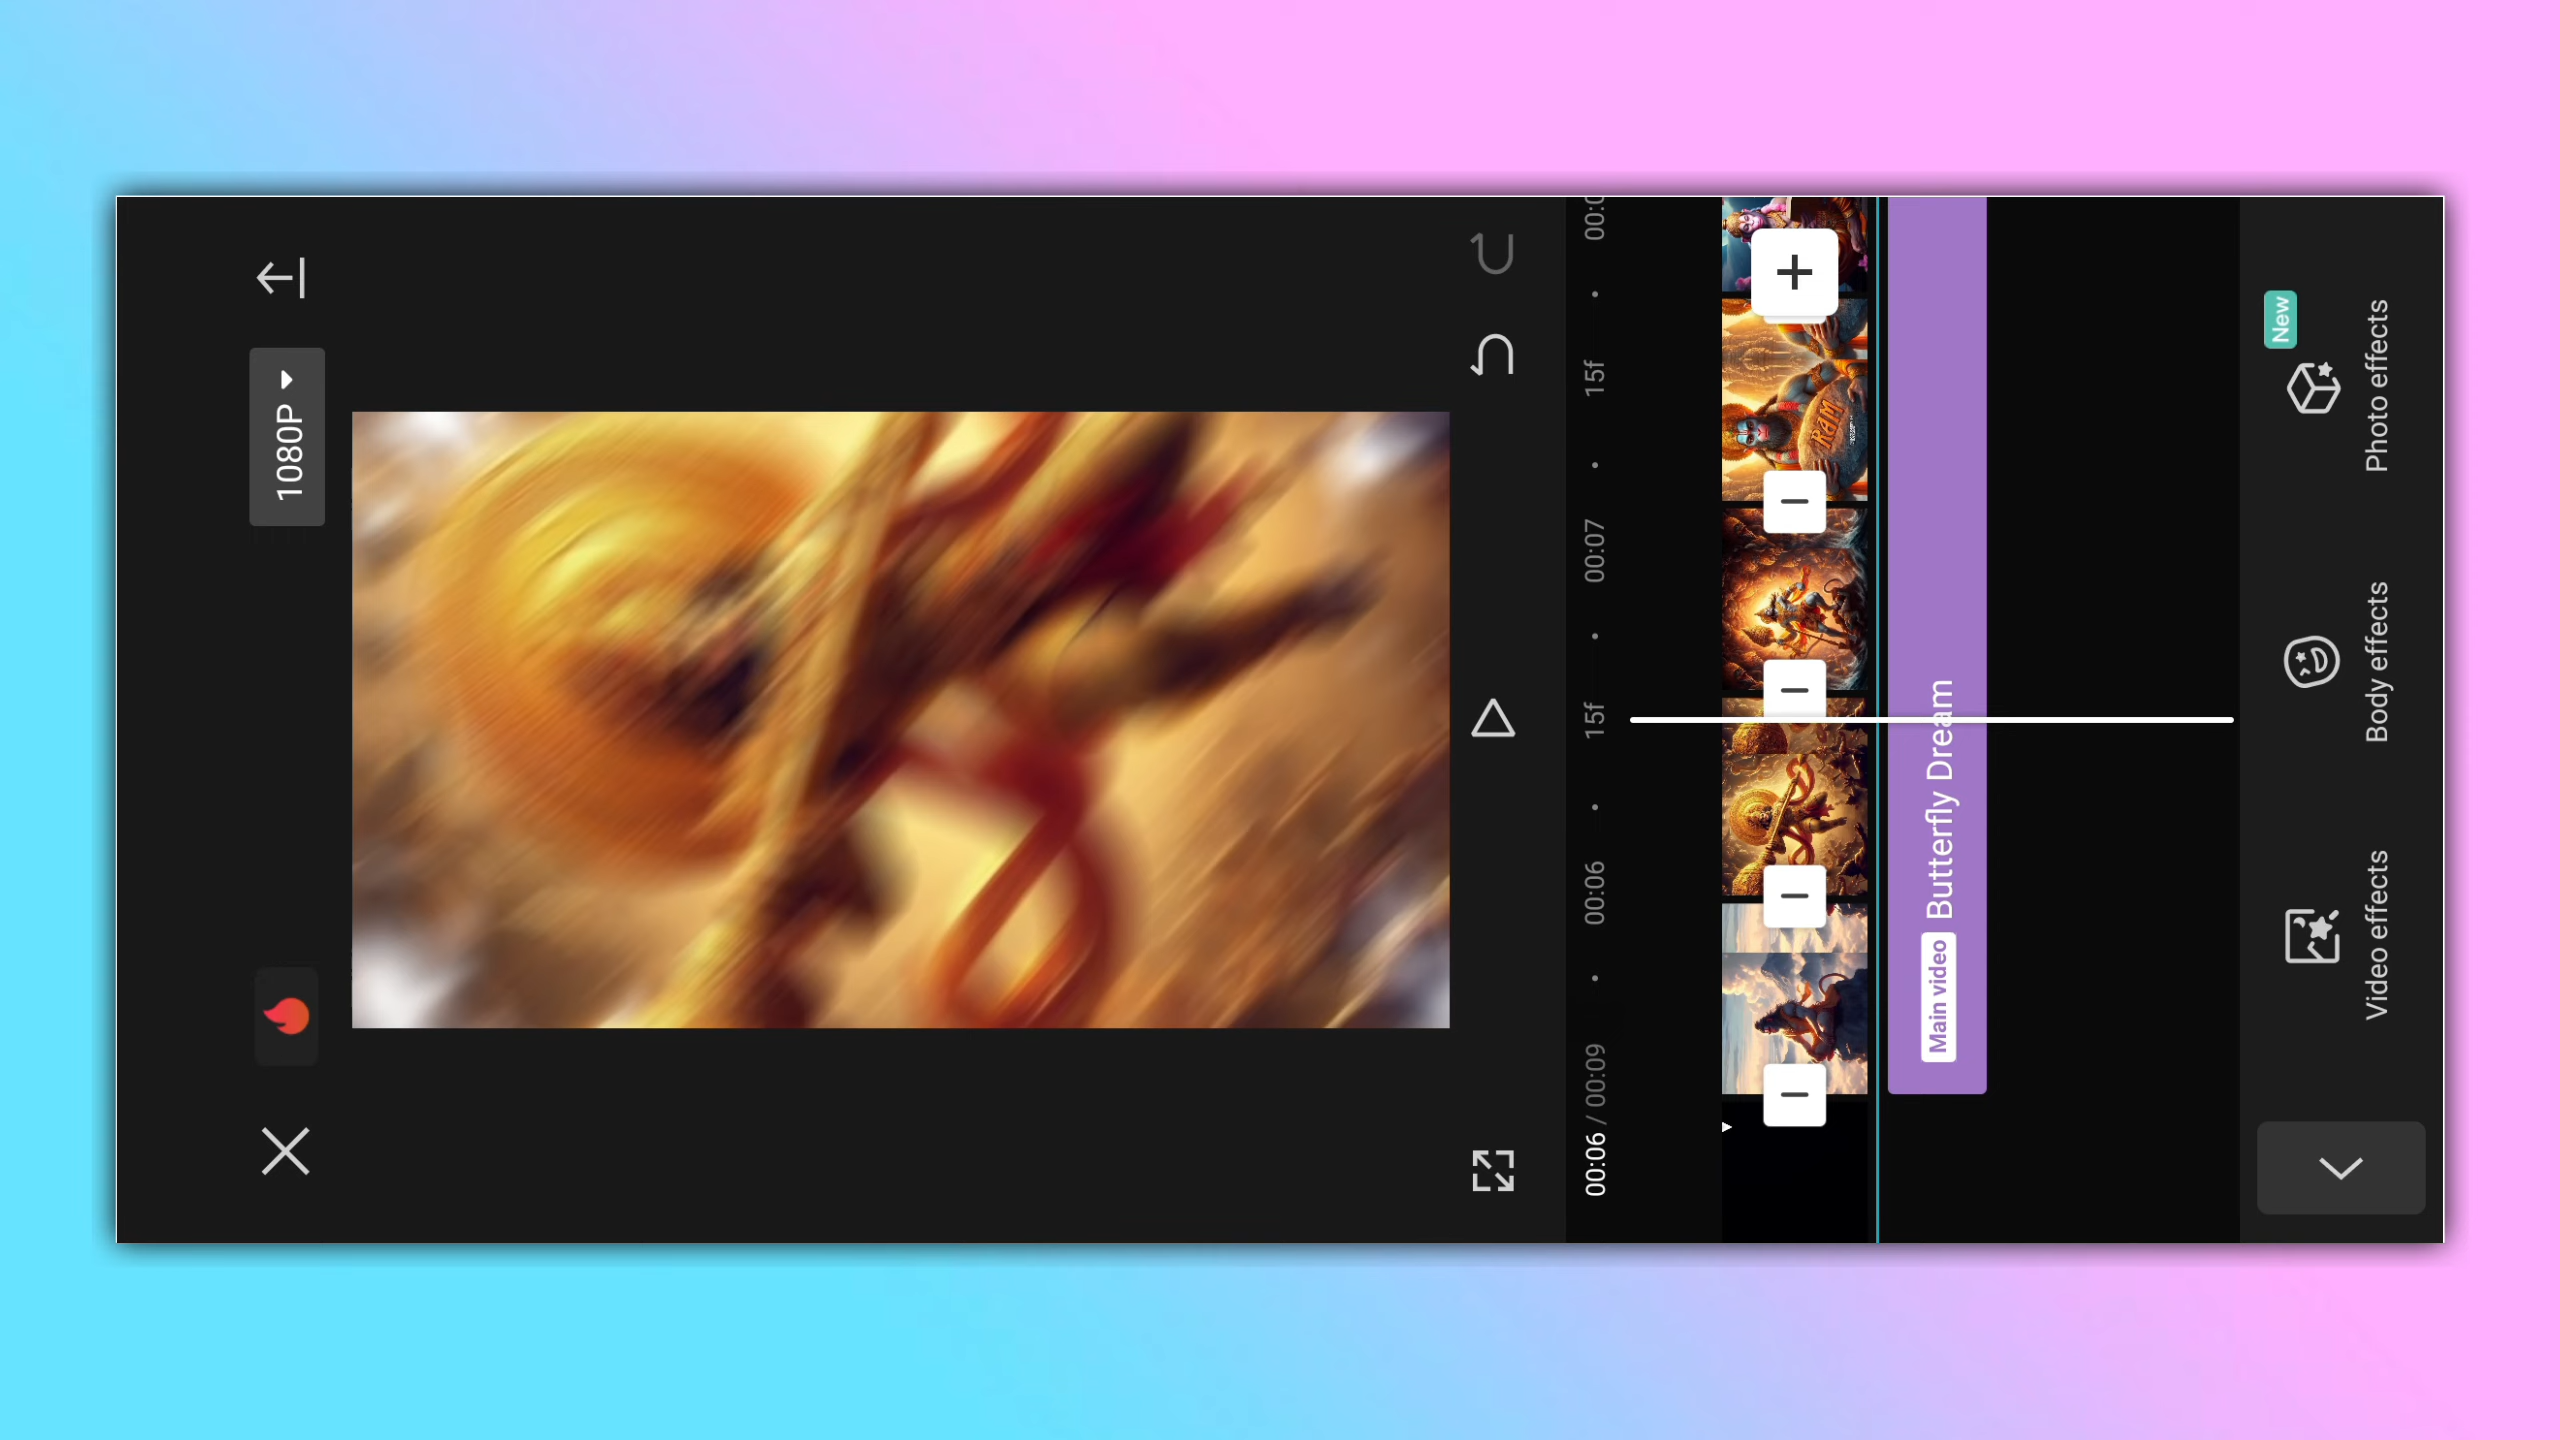 1080P
00:06 / 00:09
00:06
15f
00:07
15f
RAM
Main video Butterfly Dream
New
Video effects
Body effects
Photo effects